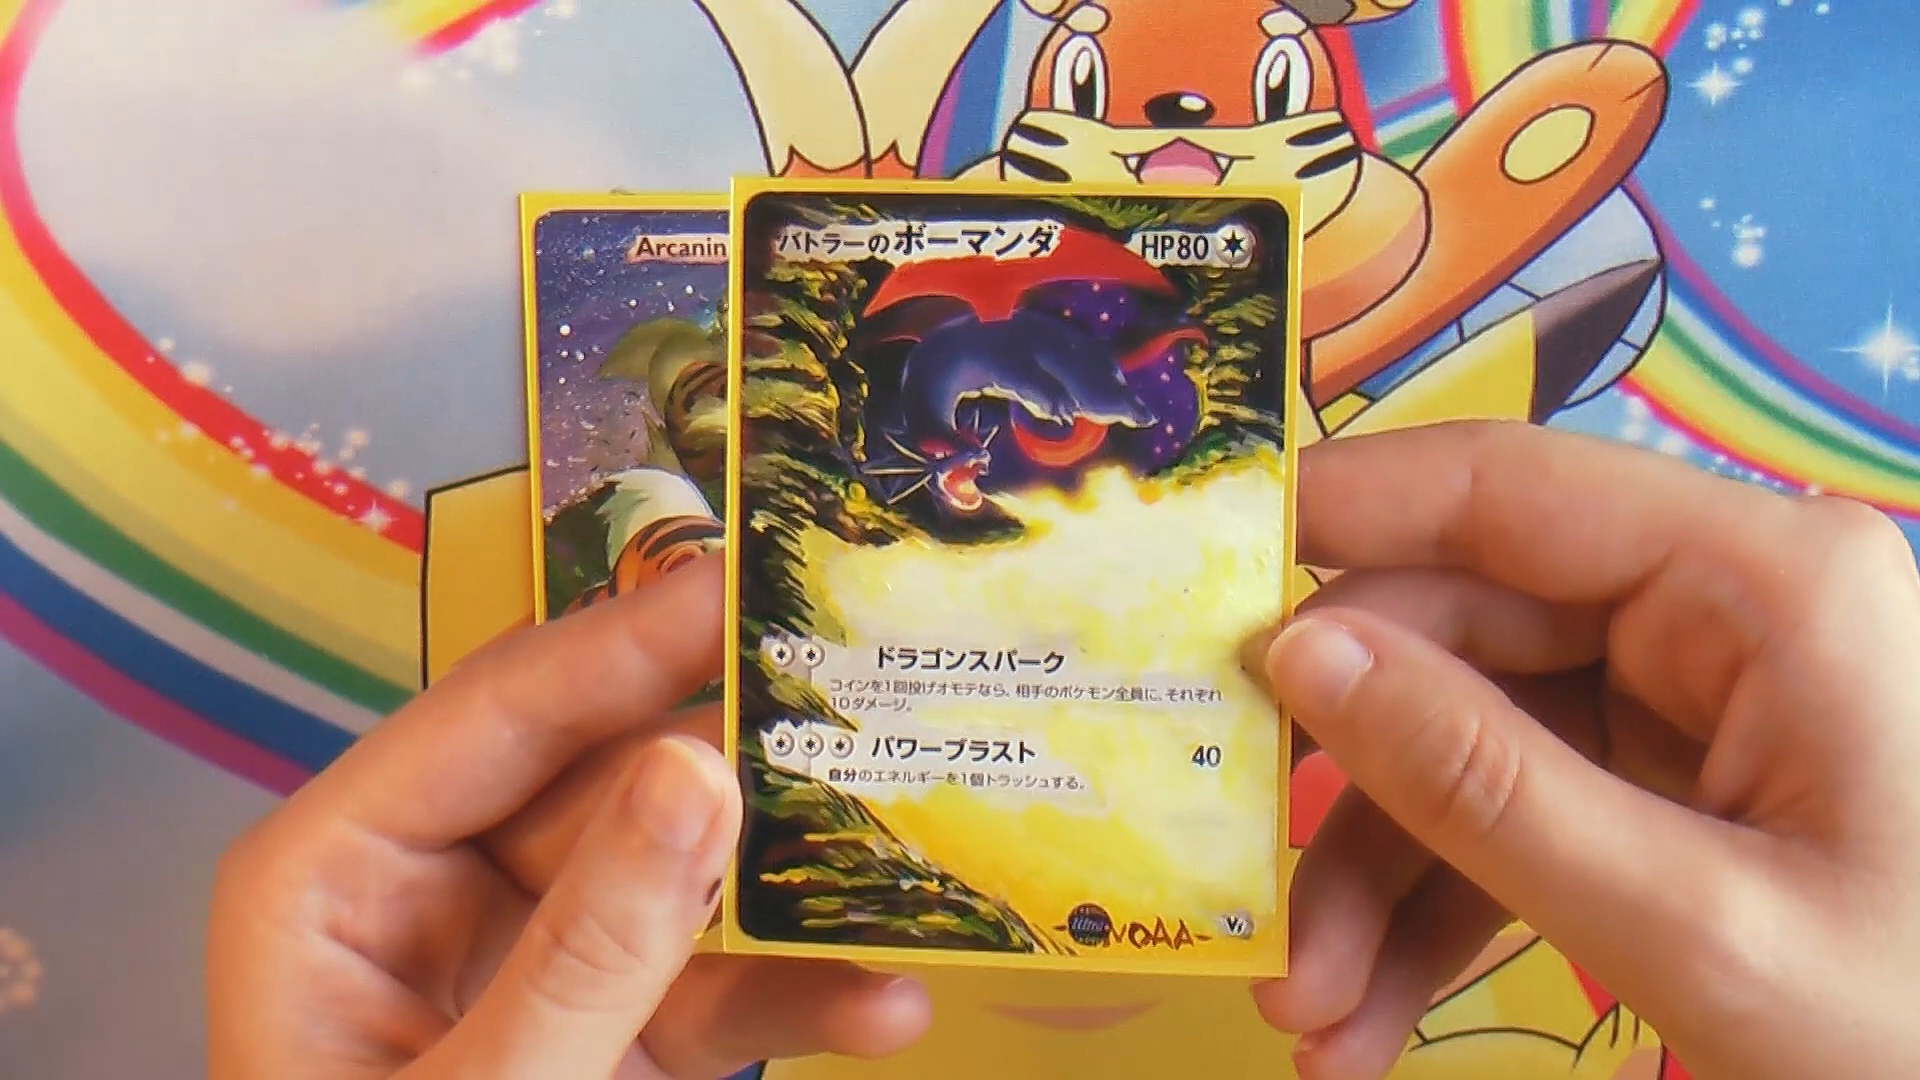 Arcanin
バトラーのボーマンダ HP80
ドラゴンスパーク
コインを1回投げオモテなら、相手のポケモン全員に、それぞれ
10ダメージ。
パワーブラスト 40
自分のエネルギーを1個トラッシュする。
-NOAA-